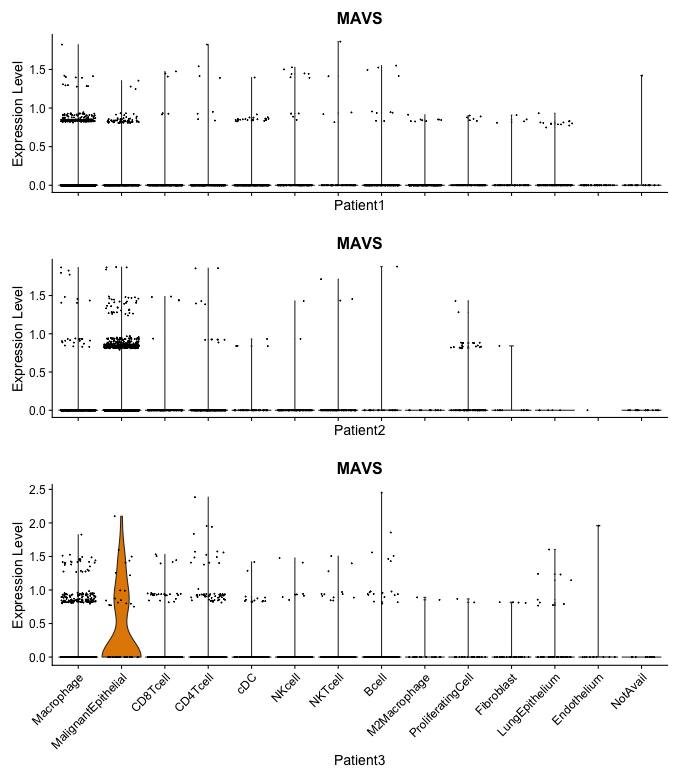 MAVS
Expression Level
1.5
1.0
0.5
0.0
Patient1
MAVS
Expression Level
1.5
1.0
0.5
0.0
Patient2
MAVS
Expression Level
2.5
2.0
1.5
1.0
0.5
0.0
Macrophage
MalignantEpithelial
CD8Tcell
CD4Tcell
cDC
NKcell
NKTcell
Bcell
M2Macrophage
ProliferatingCell
Fibroblast
LungEpithelium
Endothelium
NotAvail
Patient3